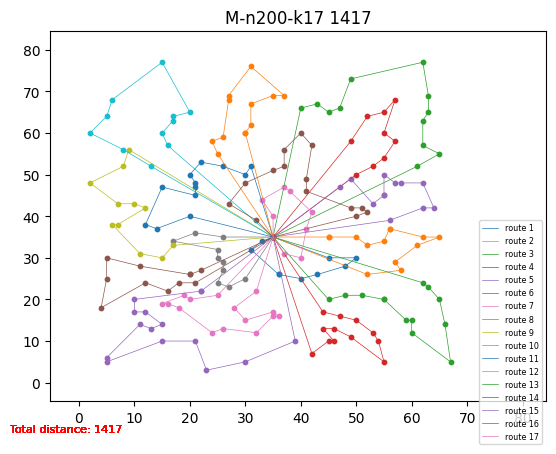 M-n200-k17 1417
80
70
60
50
40
30
20
10
0
0 10 20 30 40 50 60 70 80
route 1
route 2
route 3
route 4
route 5
route 6
route 7
route 8
route 9
route 10
route 11
route 12
route 13
route 14
route 15
route 16
route 17
Total distance: 1417